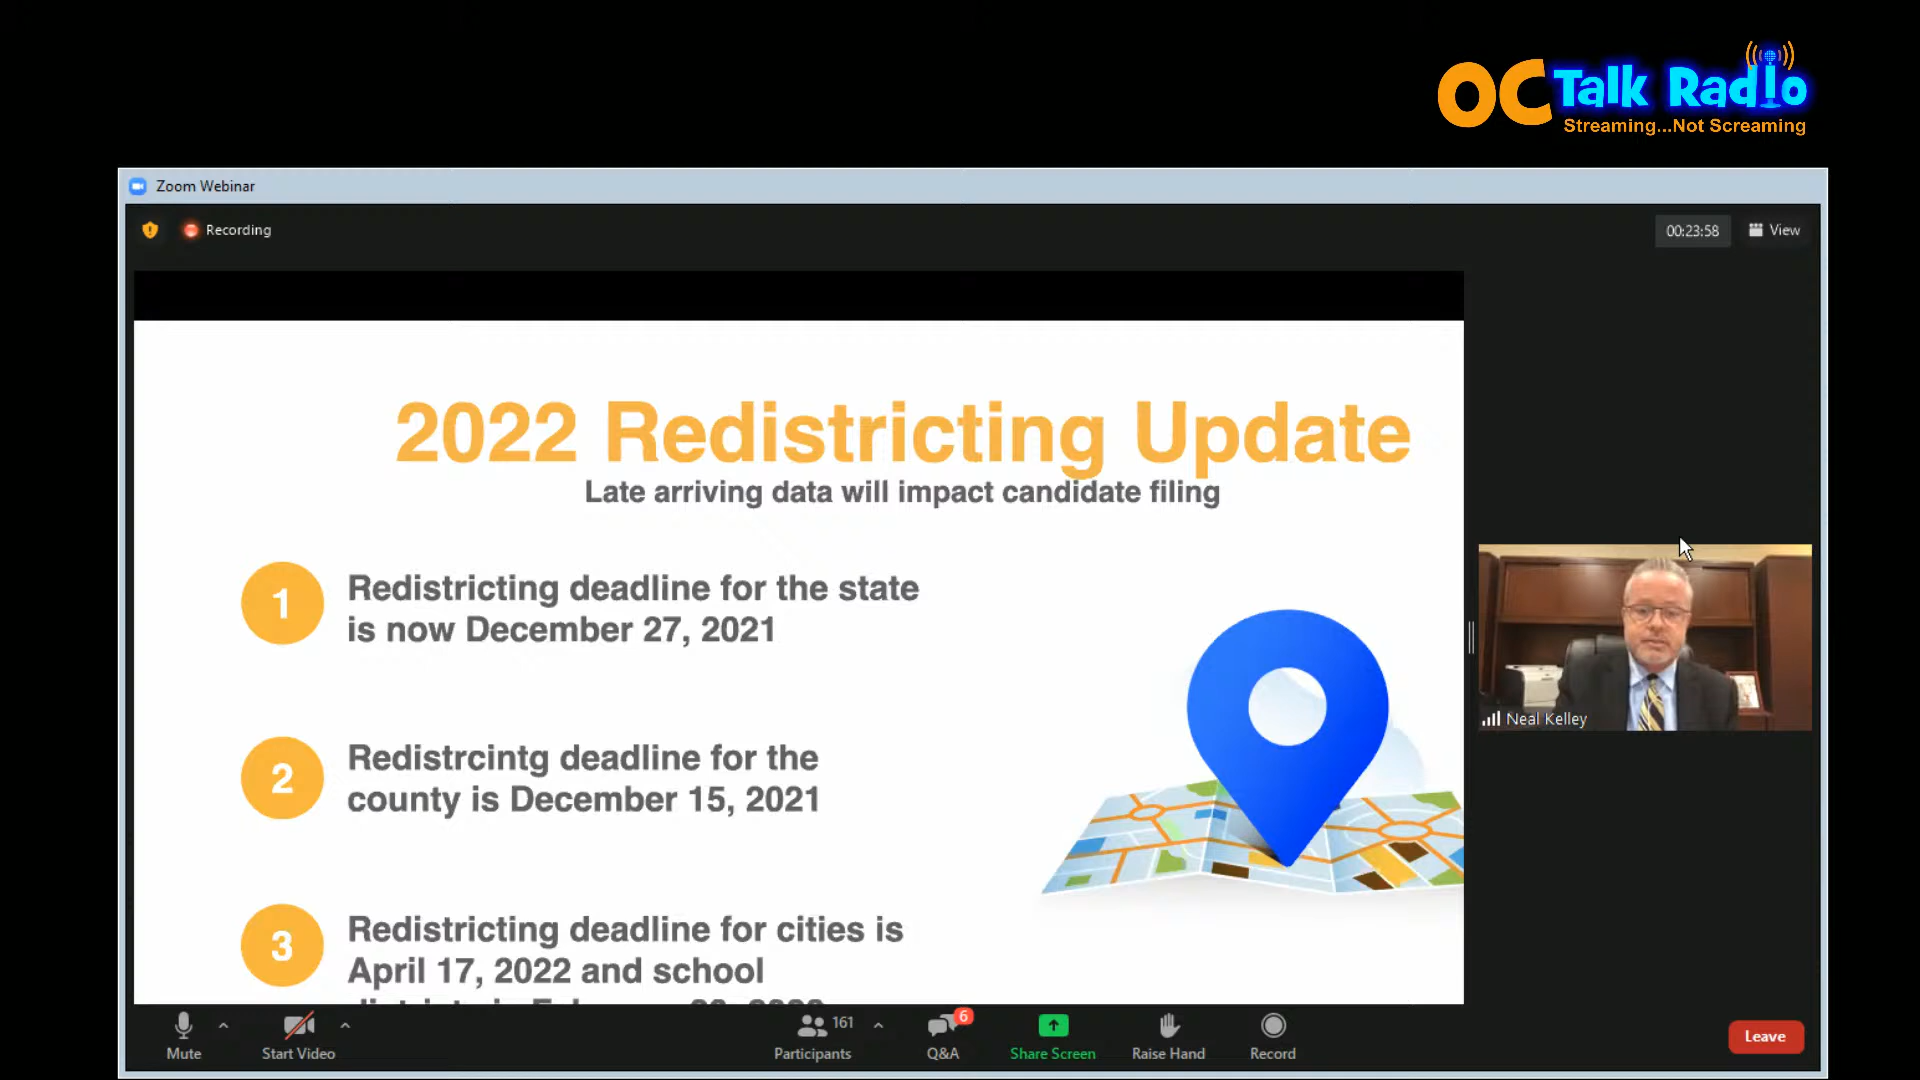 OC Talk Radio
Streaming...Not Screaming
Zoom Webinar
Recording
00:23:58
View
2022 Redistricting Update
Late arriving data will impact candidate filing
1
Redistricting deadline for the state
is now December 27, 2021
2
Redistrcintg deadline for the
county is December 15, 2021
3
Redistricting deadline for cities is
April 17, 2022 and school
Neal Kelley
Mute
Start Video
161
Participants
6
Q&A
Share Screen
Raise Hand
Record
Leave